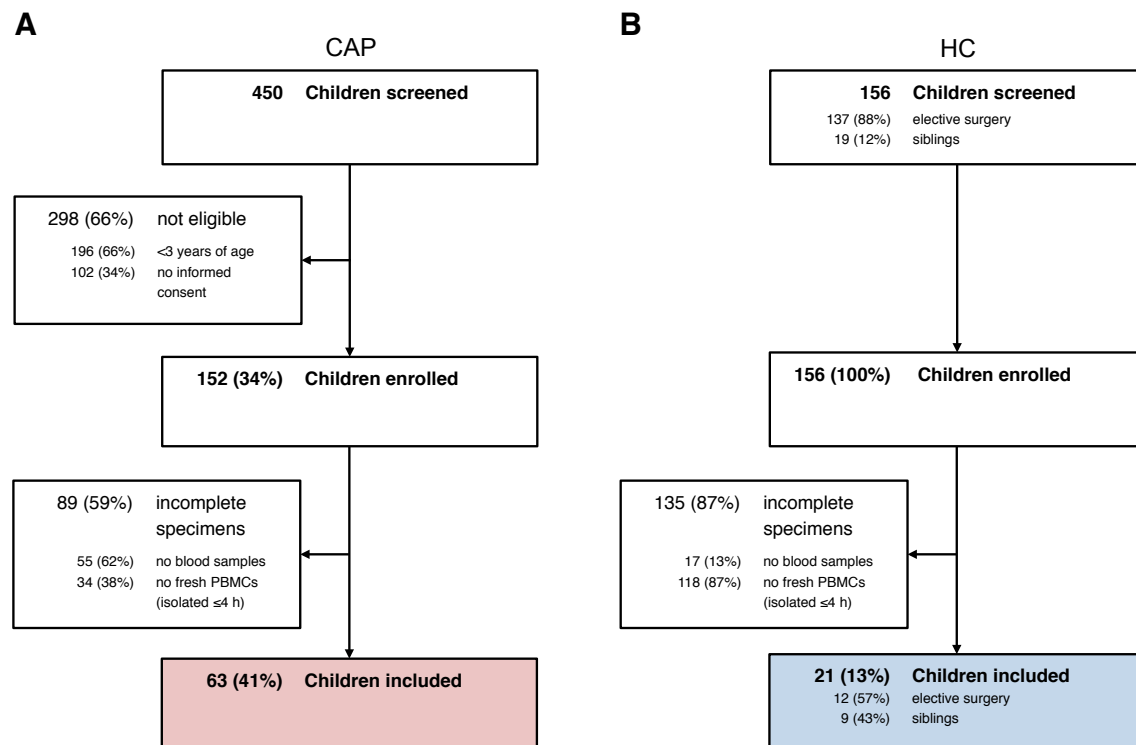 A
CAP
450 Children screened
298 (66%) not eligible
196 (66%) <3 years of age
102 (34%) no informed
consent
152 (34%) Children enrolled
89 (59%) incomplete
specimens
55 (62%) no blood samples
34 (38%) no fresh PBMCs
(isolated ≤4 h)
63 (41%) Children included
B
HC
156 Children screened
137 (88%) elective surgery
19 (12%) siblings
156 (100%) Children enrolled
135 (87%) incomplete
specimens
17 (13%) no blood samples
118 (87%) no fresh PBMCs
(isolated ≤4 h)
21 (13%) Children included
12 (57%) elective surgery
9 (43%) siblings